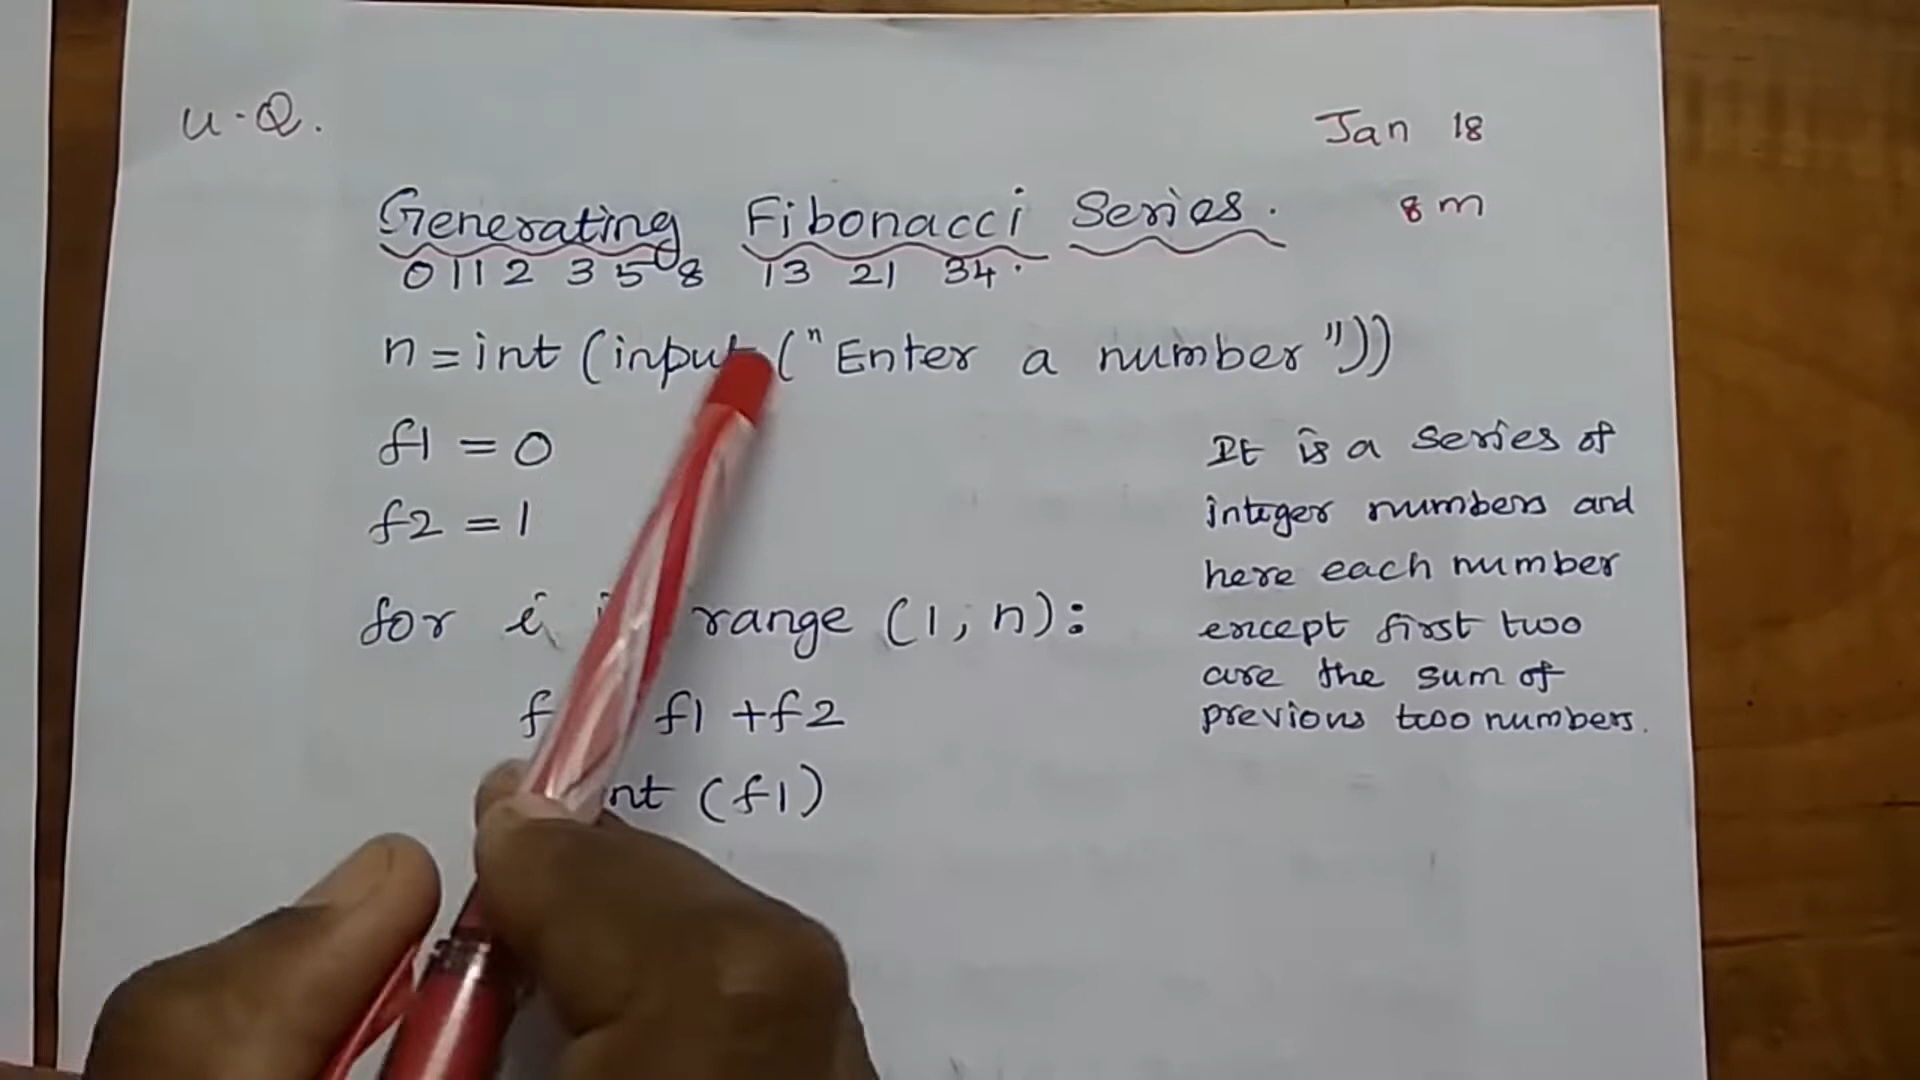 U-Q.
Jan 18
8 m
Generating Fibonacci Series.
0 1 1 2 3 5 8 13 21 34.
n = int (input ("Enter a number"))
f1 = 0
f2 = 1
for i range (1, n):
f1 + f2
(f1)
It is a series of
integer numbers and
here each number
except first two
are the sum of
previous two numbers.